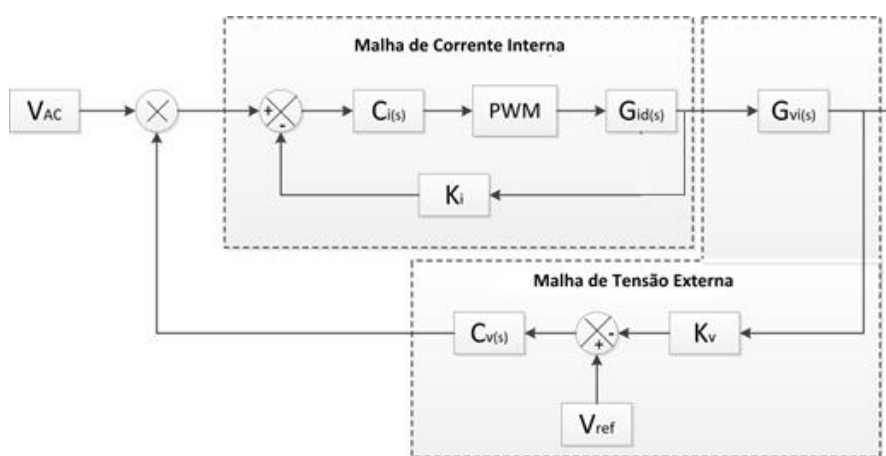 Malha de Corrente Interna
VAC
+
-
Ci(s)
PWM
Gid(s)
Gvi(s)
Ki
Malha de Tensão Externa
Cv(s)
-
+
Kv
Vref